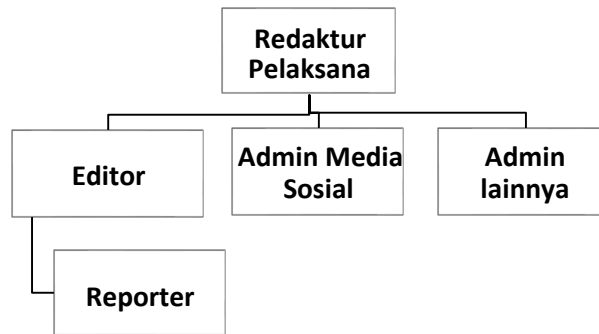 Redaktur
Pelaksana
Editor
Admin Media
Sosial
Admin
lainnya
Reporter